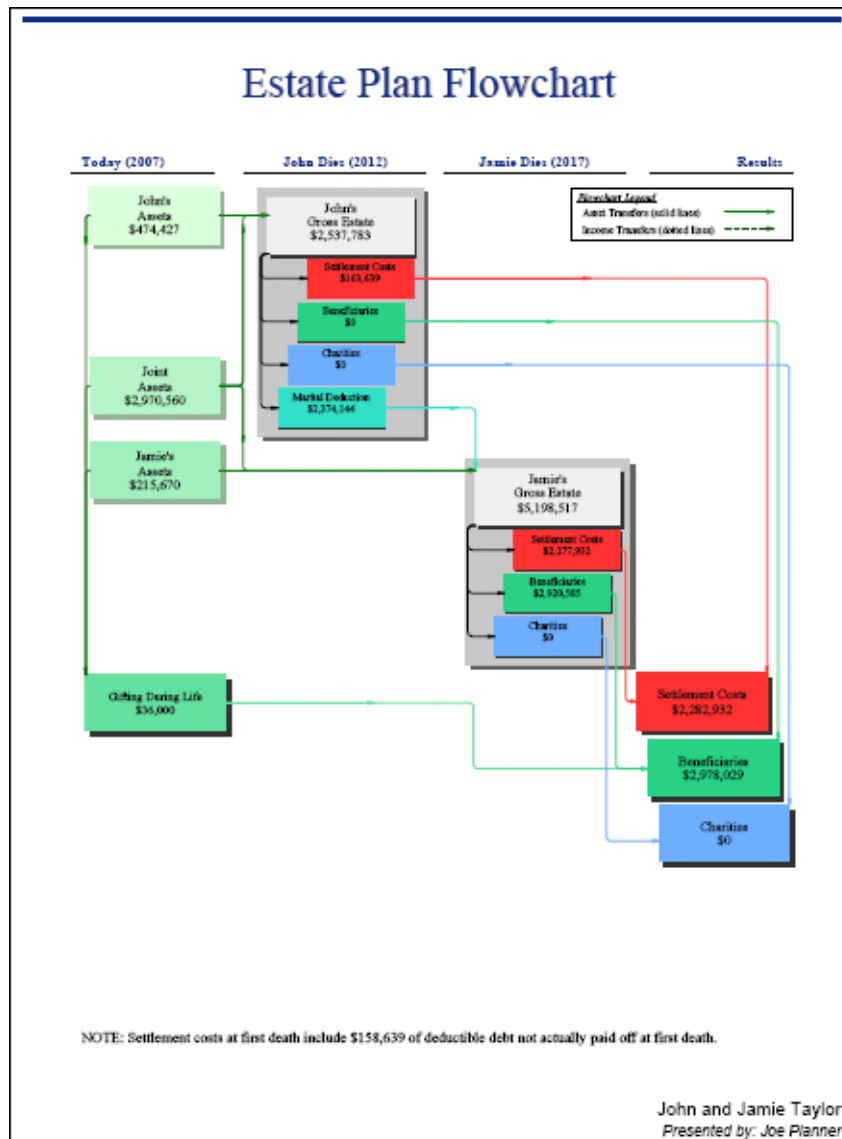 Estate Plan Flowchart
Today (2007)
John Dies (2012)
Jamie Dies (2017)
Results
John's
Assets
$474,427
John's
Gross Estate
$2,537,783
Flowchart Legend
Asset Transfers (solid lines)
Income Transfers (dotted lines)
Settlement Costs
$163,639
Beneficiaries
$0
Charities
$0
Marital Deduction
$2,374,144
Joint
Assets
$2,970,560
Jamie's
Assets
$215,670
Jamie's
Gross Estate
$5,198,517
Settlement Costs
$2,277,932
Beneficiaries
$2,920,585
Charities
$0
Gifting During Life
$36,000
Settlement Costs
$2,282,932
Beneficiaries
$2,978,029
Charities
$0
NOTE: Settlement costs at first death include $158,639 of deductible debt not actually paid off at first death.
John and Jamie Taylor
Presented by: Joe Planner